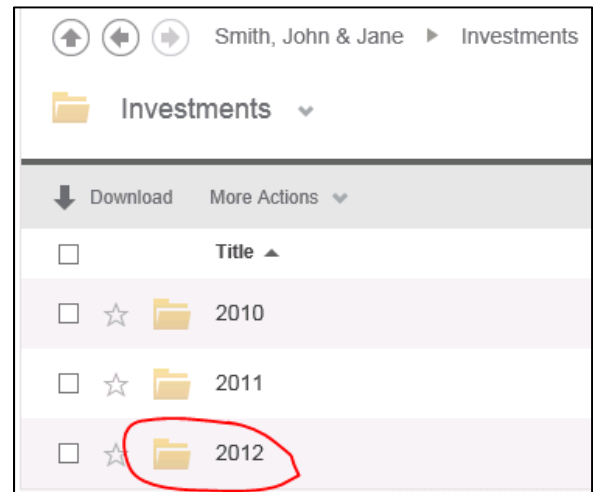 Smith, John & Jane Investments
Investments
Download More Actions
Title
2010
2011
2012